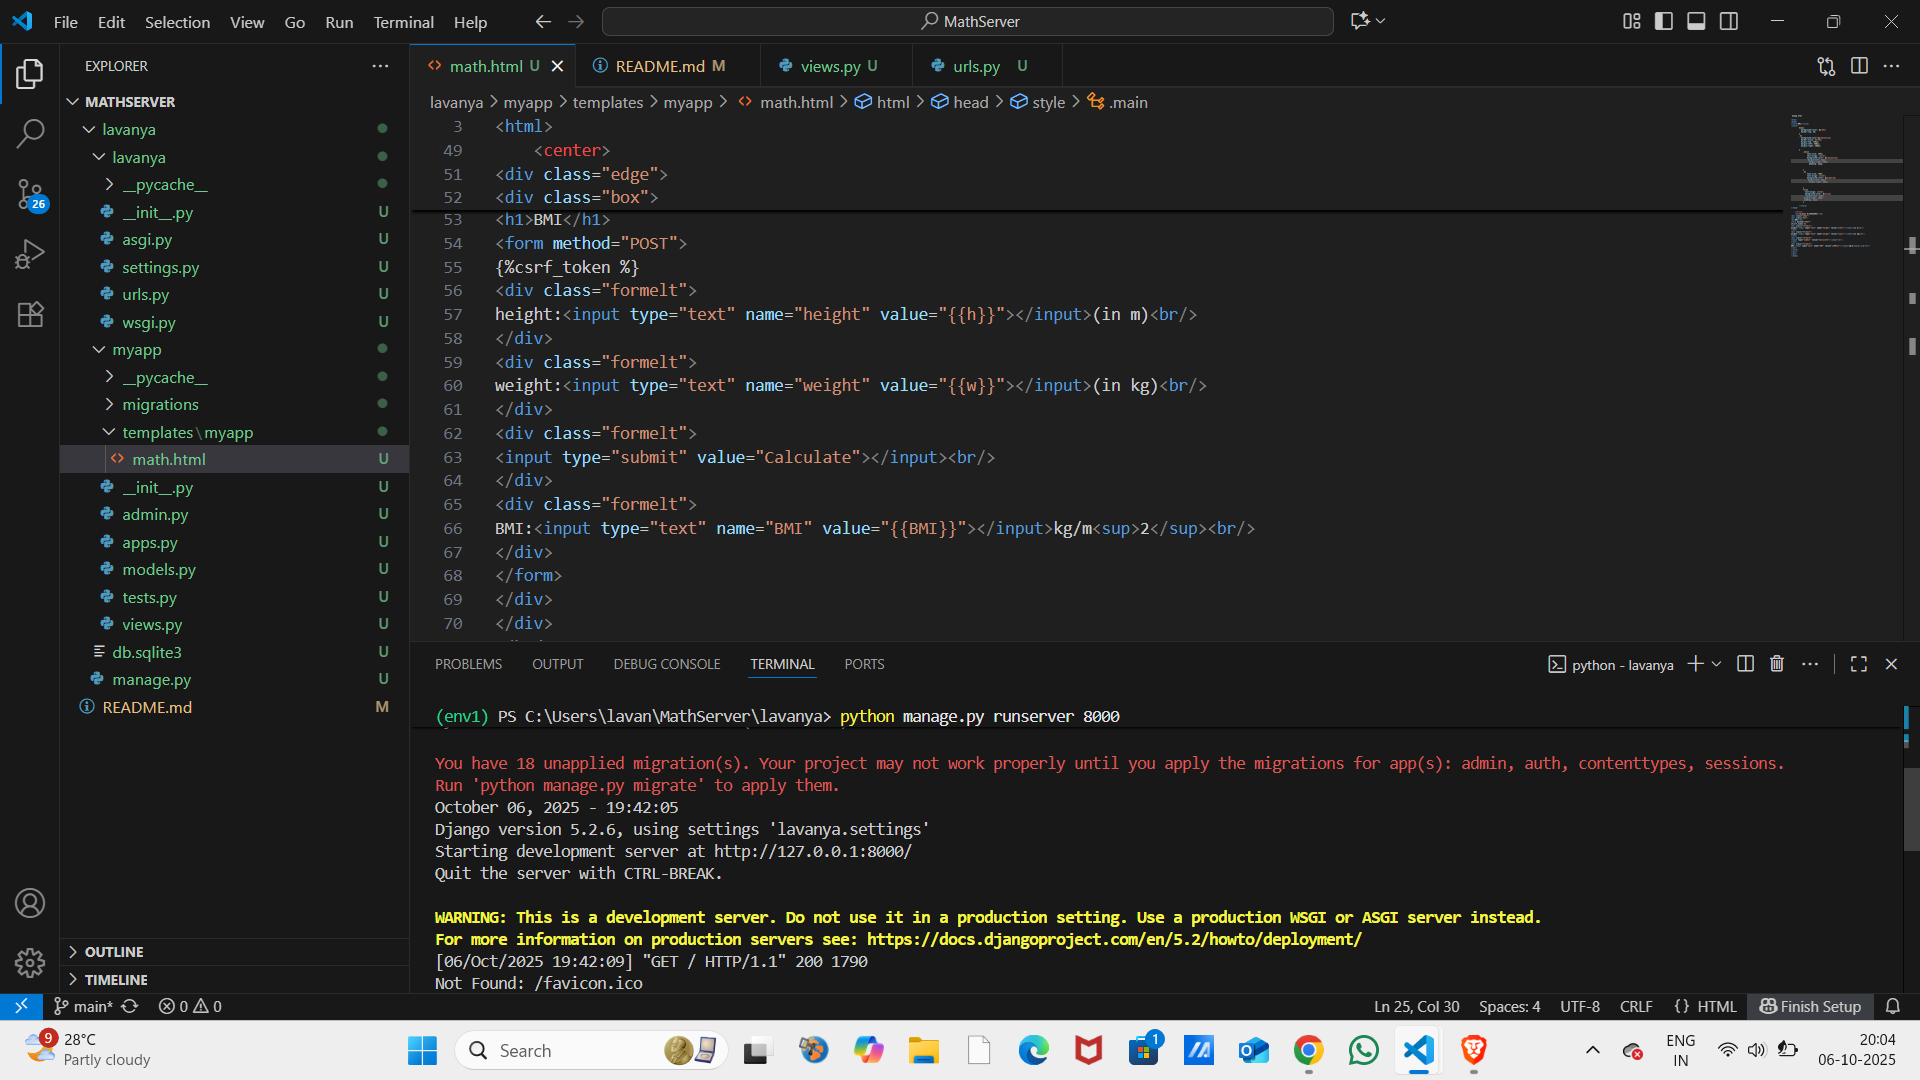 File Edit Selection View Go Run Terminal Help
MathServer
EXPLORER
MATHSERVER
lavanya
lavanya
__pycache__
__init__.py U
asgi.py U
settings.py U
urls.py U
wsgi.py U
myapp
__pycache__
migrations
templates\myapp
math.html U
__init__.py U
admin.py U
apps.py U
models.py U
tests.py U
views.py U
db.sqlite3 U
manage.py U
README.md M
OUTLINE
TIMELINE
26
math.html U README.md M views.py U urls.py U
lavanya > myapp > templates > myapp > math.html > html > head > style > .main
3 <html>
49 <center>
51 <div class="edge">
52 <div class="box">
53 <h1>BMI</h1>
54 <form method="POST">
55 {%csrf_token %}
56 <div class="formelt">
57 height:<input type="text" name="height" value="{{h}}"></input>(in m)<br/>
58 </div>
59 <div class="formelt">
60 weight:<input type="text" name="weight" value="{{w}}"></input>(in kg)<br/>
61 </div>
62 <div class="formelt">
63 <input type="submit" value="Calculate"></input><br/>
64 </div>
65 <div class="formelt">
66 BMI:<input type="text" name="BMI" value="{{BMI}}"></input>kg/m<sup>2</sup><br/>
67 </div>
68 </form>
69 </div>
70 </div>
PROBLEMS OUTPUT DEBUG CONSOLE TERMINAL PORTS
python - lavanya
(env1) PS C:\Users\lavan\MathServer\lavanya> python manage.py runserver 8000
You have 18 unapplied migration(s). Your project may not work properly until you apply the migrations for app(s): admin, auth, contenttypes, sessions.
Run 'python manage.py migrate' to apply them.
October 06, 2025 - 19:42:05
Django version 5.2.6, using settings 'lavanya.settings'
Starting development server at http://127.0.0.1:8000/
Quit the server with CTRL-BREAK.
WARNING: This is a development server. Do not use it in a production setting. Use a production WSGI or ASGI server instead.
For more information on production servers see: https://docs.djangoproject.com/en/5.2/howto/deployment/
[06/Oct/2025 19:42:09] "GET / HTTP/1.1" 200 1790
Not Found: /favicon.ico
main* 0 0
Ln 25, Col 30 Spaces: 4 UTF-8 CRLF {} HTML Finish Setup
9
28°C
Partly cloudy
Search
1
ENG
IN
20:04
06-10-2025